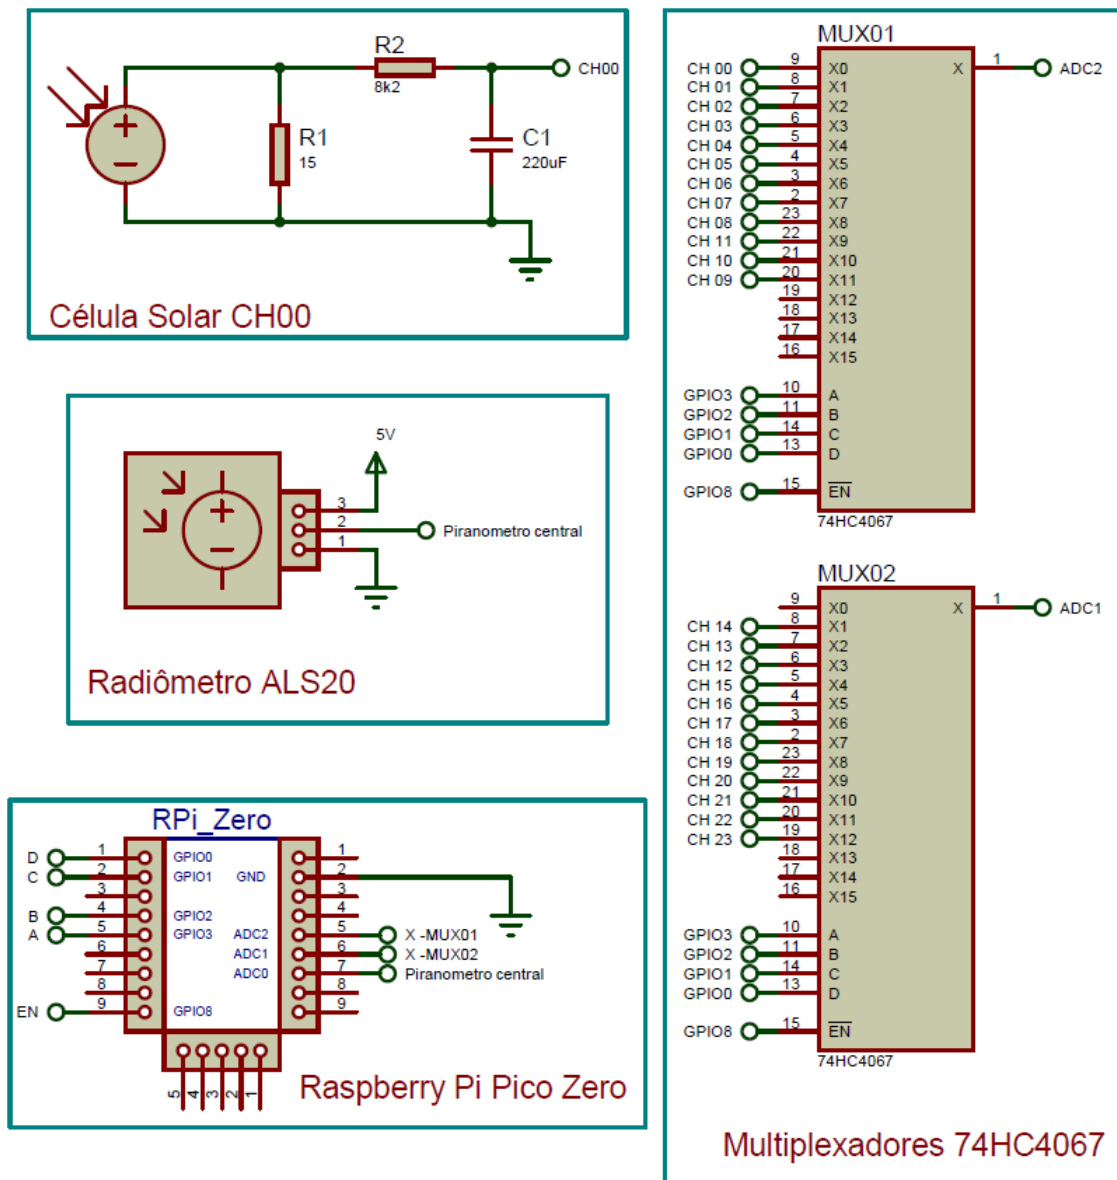 R2
8k2
CH00
R1
15
C1
220uF
Célula Solar CH00
5V
3
2
1
Piranometro central
Radiômetro ALS20
RPi_Zero
D 1 GPIO0 1
C 2 GPIO1 GND 2
3 3
B 4 GPIO2 4
A 5 GPIO3 ADC2 5 X -MUX01
6 ADC1 6 X -MUX02
7 ADC0 7 Piranometro central
8 8
EN 9 GPIO8 9
5 4 3 2 1
Raspberry Pi Pico Zero
MUX01
CH 00 9 X0 X 1 ADC2
CH 01 8 X1
CH 02 7 X2
CH 03 6 X3
CH 04 5 X4
CH 05 4 X5
CH 06 3 X6
CH 07 2 X7
CH 08 23 X8
CH 11 22 X9
CH 10 21 X10
CH 09 20 X11
19 X12
18 X13
17 X14
16 X15
GPIO3 10 A
GPIO2 11 B
GPIO1 14 C
GPIO0 13 D
GPIO8 15 EN
74HC4067
MUX02
9 X0 X 1 ADC1
CH 14 8 X1
CH 13 7 X2
CH 12 6 X3
CH 15 5 X4
CH 16 4 X5
CH 17 3 X6
CH 18 2 X7
CH 19 23 X8
CH 20 22 X9
CH 21 21 X10
CH 22 20 X11
CH 23 19 X12
18 X13
17 X14
16 X15
GPIO3 10 A
GPIO2 11 B
GPIO1 14 C
GPIO0 13 D
GPIO8 15 EN
74HC4067
Multiplexadores 74HC4067